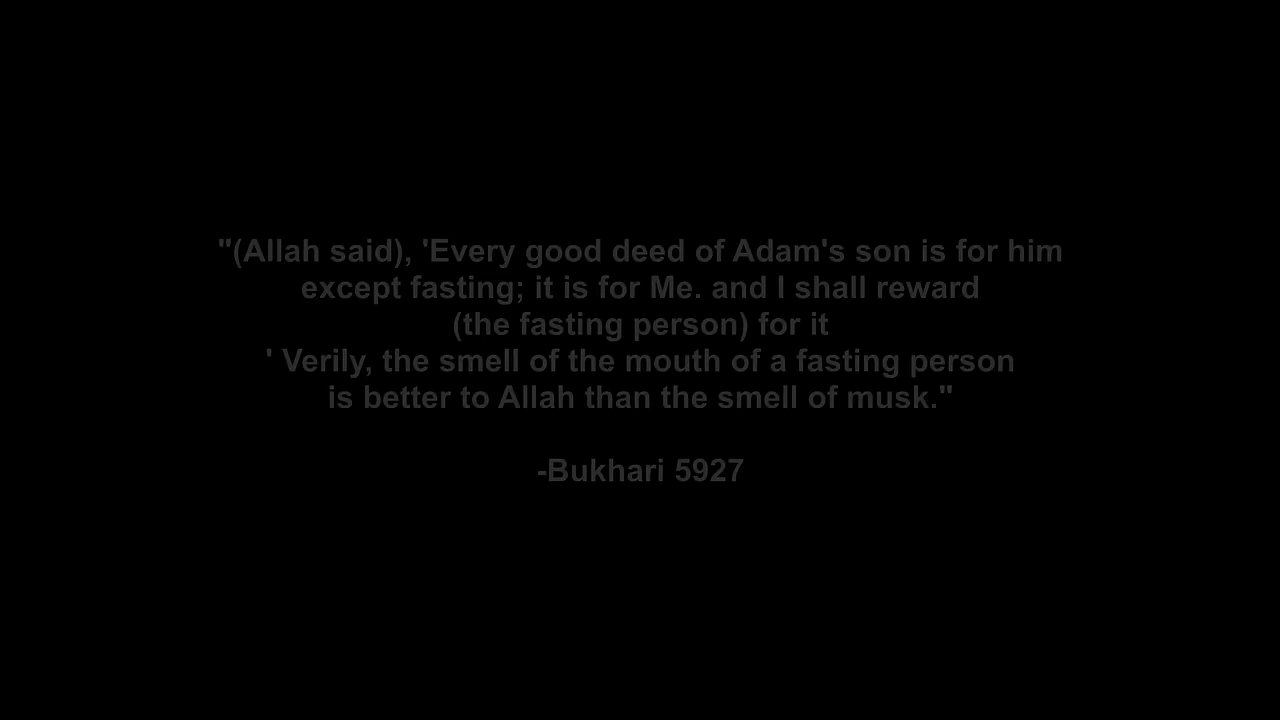 "(Allah said), 'Every good deed of Adam's son is for him
except fasting; it is for Me. and I shall reward
(the fasting person) for it
' Verily, the smell of the mouth of a fasting person
is better to Allah than the smell of musk."
-Bukhari 5927